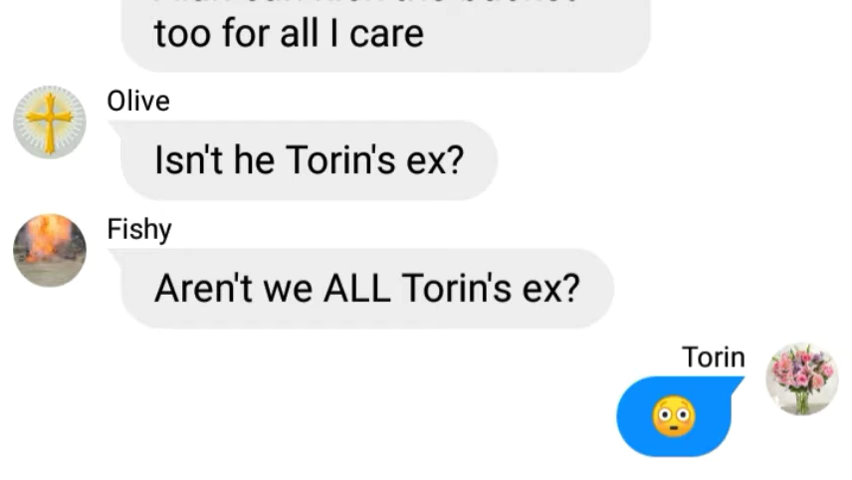 too for all I care
Olive
Isn't he Torin's ex?
Fishy
Aren't we ALL Torin's ex?
Torin
😳